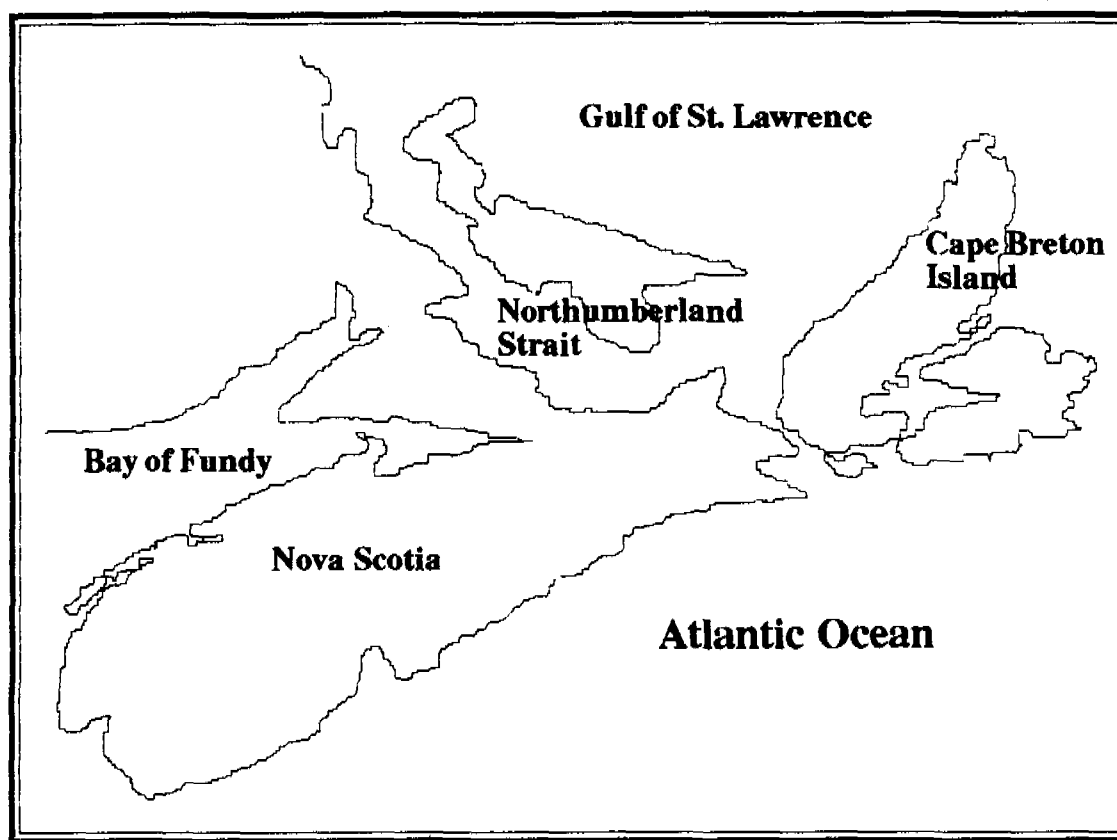 Gulf of St. Lawrence
Cape Breton
Island
Northumberland
Strait
Bay of Fundy
Nova Scotia
Atlantic Ocean